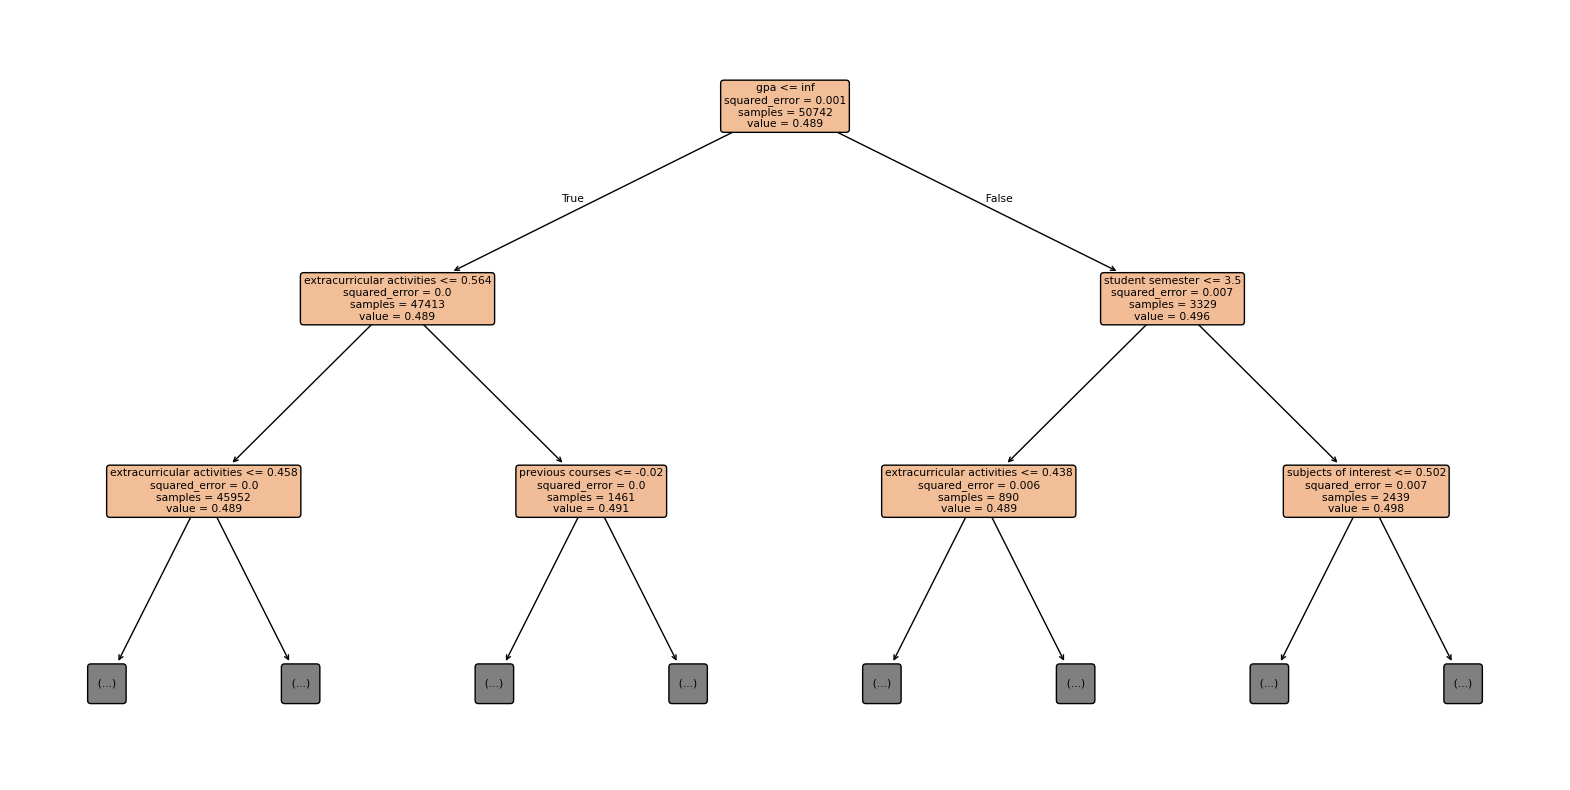 gpa <= inf
squared_error = 0.001
samples = 50742
value = 0.489
True
False
extracurricular activities <= 0.564
squared_error = 0.0
samples = 47413
value = 0.489
student semester <= 3.5
squared_error = 0.007
samples = 3329
value = 0.496
extracurricular activities <= 0.458
squared_error = 0.0
samples = 45952
value = 0.489
previous courses <= -0.02
squared_error = 0.0
samples = 1461
value = 0.491
extracurricular activities <= 0.438
squared_error = 0.006
samples = 890
value = 0.489
subjects of interest <= 0.502
squared_error = 0.007
samples = 2439
value = 0.498
(...)
(...)
(...)
(...)
(...)
(...)
(...)
(...)